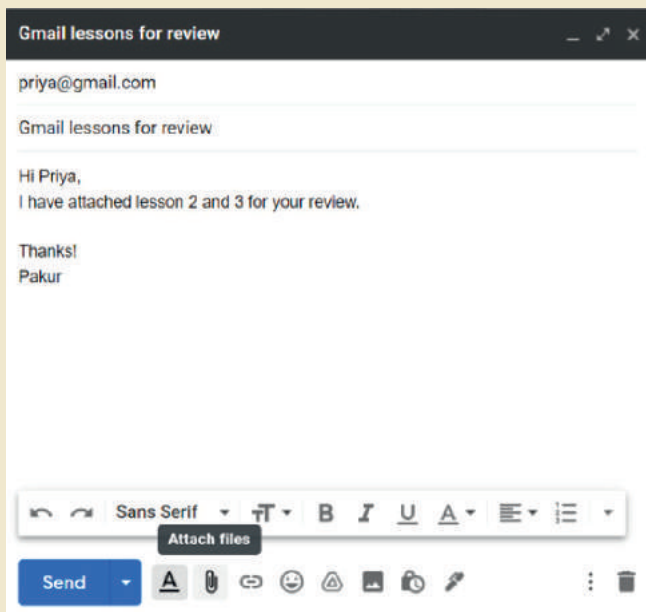 Gmail lessons for review
priya@gmail.com
Gmail lessons for review
Hi Priya,
I have attached lesson 2 and 3 for your review.
Thanks!
Pakur
Sans Serif
Attach files
Send